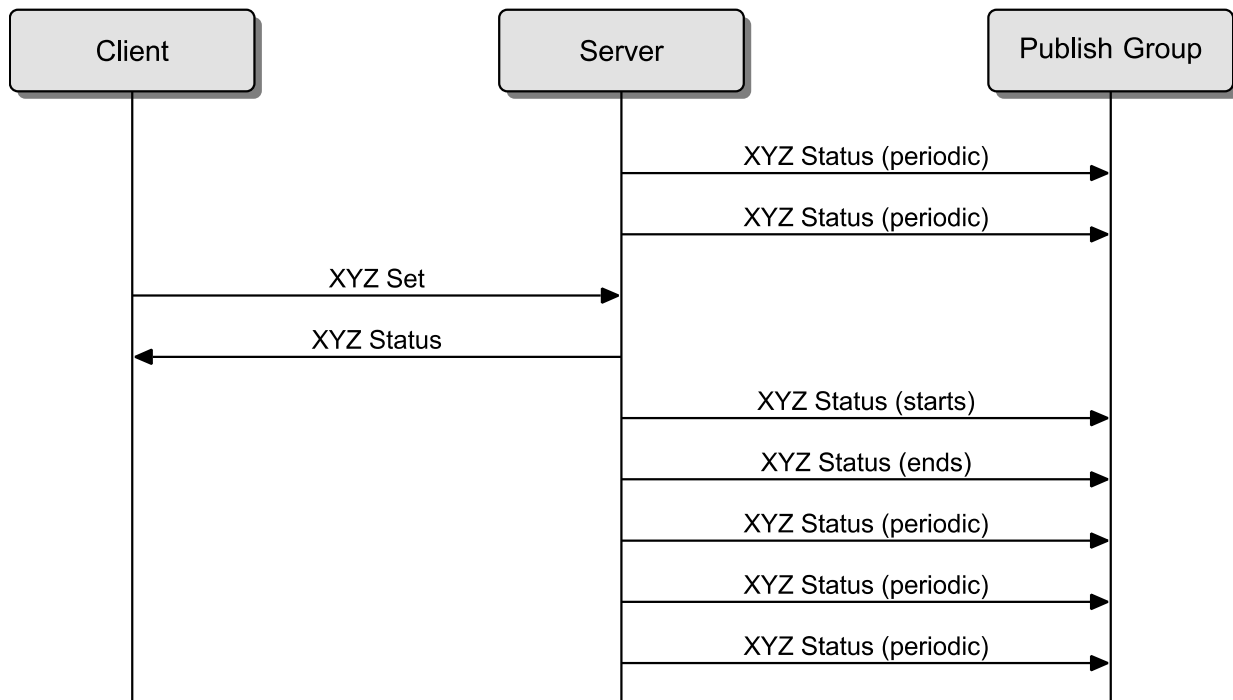 Client
Server
Publish Group
XYZ Status (periodic)
XYZ Status (periodic)
XYZ Set
XYZ Status
XYZ Status (starts)
XYZ Status (ends)
XYZ Status (periodic)
XYZ Status (periodic)
XYZ Status (periodic)